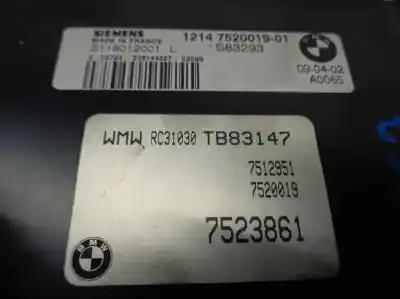 SIEMENS 1214 7520019-01
MADE IN FRANCE
S118012001 L S83293
09-04-02
A0065
WMW RC31030 TB83147
7512951
7520019
7523861
BMW